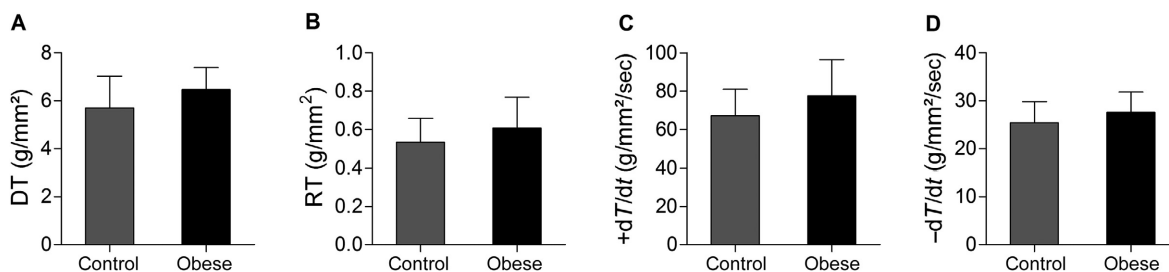 A
DT (g/mm²)
8
6
4
2
0
Control Obese
B
RT (g/mm²)
1.0
0.8
0.6
0.4
0.2
0.0
Control Obese
C
+dT/dt (g/mm²/sec)
100
80
60
40
20
0
Control Obese
D
–dT/dt (g/mm²/sec)
40
30
20
10
0
Control Obese